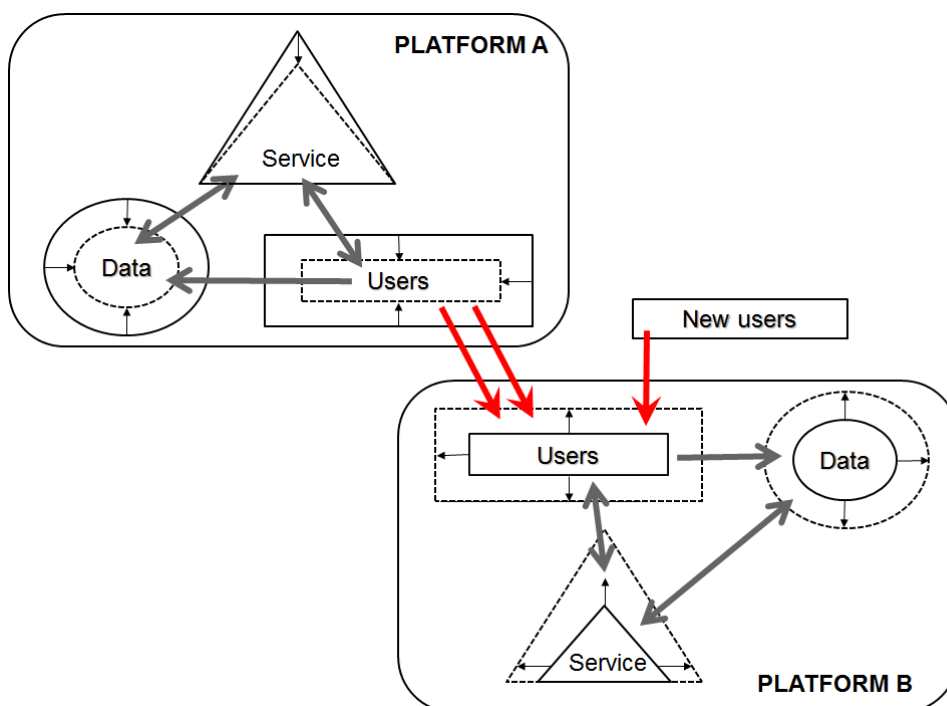 PLATFORM A
Service
Data
Users
New users
Users
Data
Service
PLATFORM B